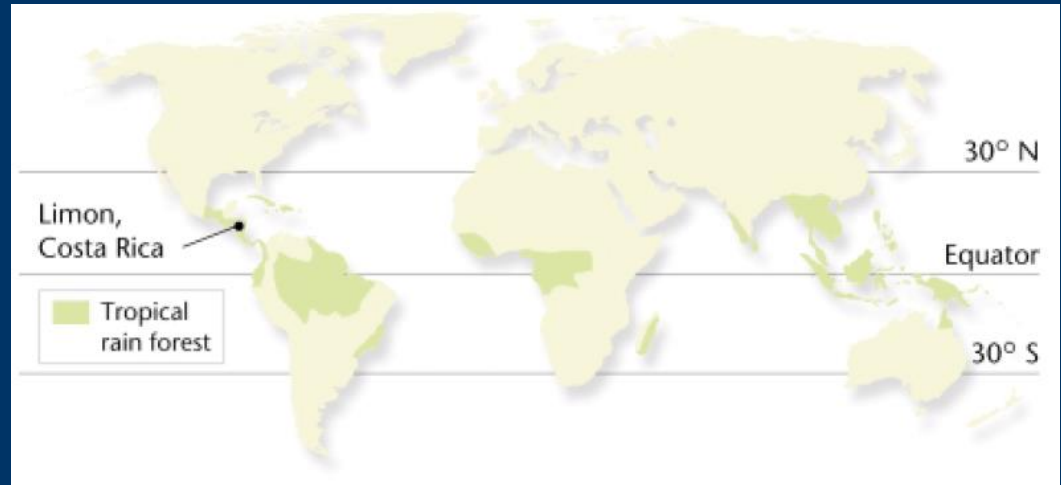 30° N
Limon,
Costa Rica
Equator
Tropical
rain forest
30° S